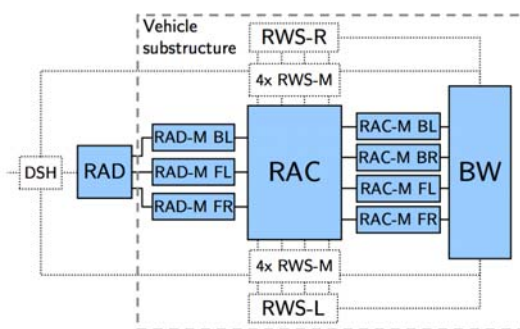 Vehicle
substructure
RWS-R
4x RWS-M
RAD-M BL
RAC-M BL
RAC-M BR
DSH
RAD
RAD-M FL
RAC
BW
RAC-M FL
RAD-M FR
RAC-M FR
4x RWS-M
RWS-L